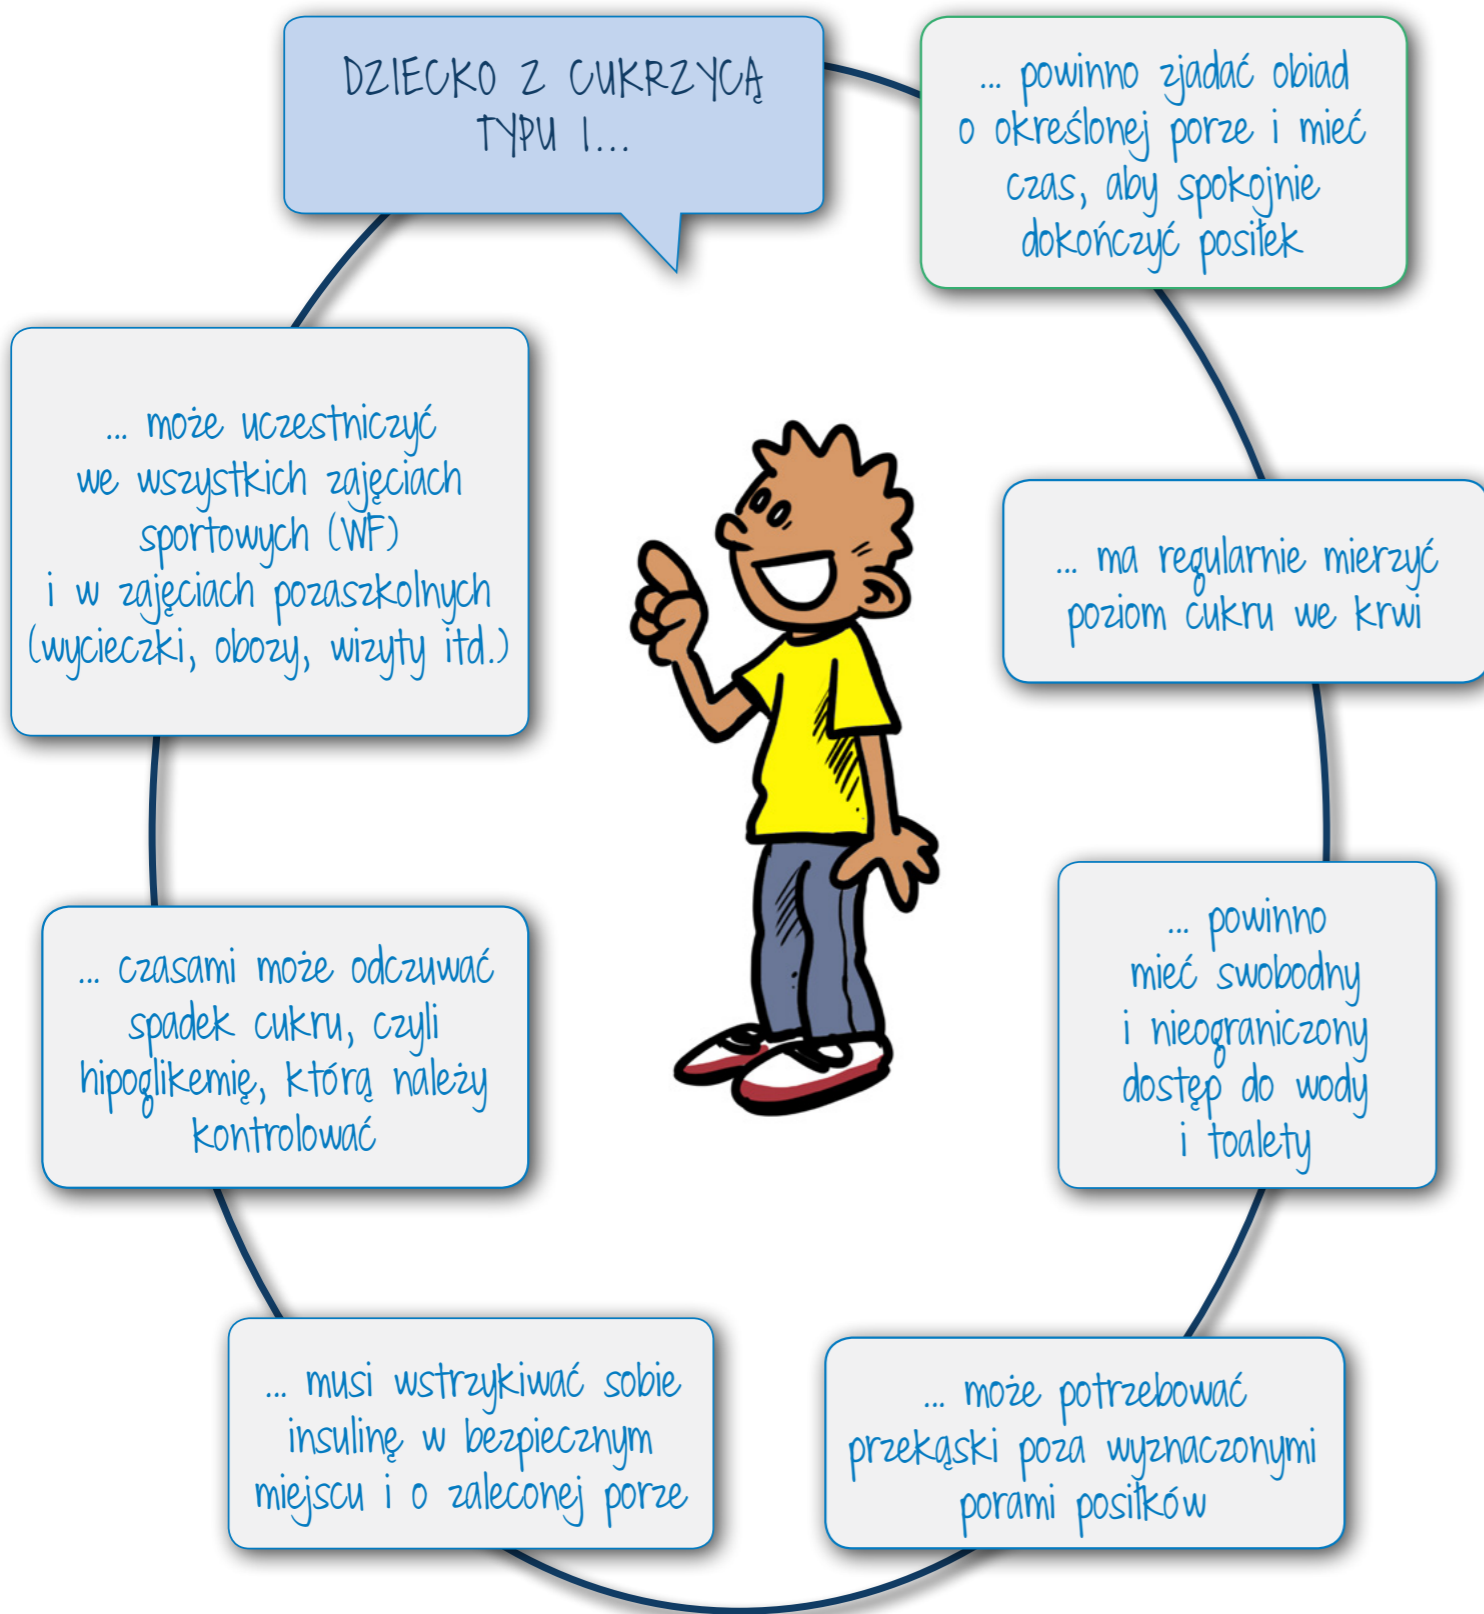 DZIECKO Z CUKRZYCĄ
TYPU I...
... powinno zjadać obiad
o określonej porze i mieć
czas, aby spokojnie
dokończyć posiłek
... ma regularnie mierzyć
poziom cukru we krwi
... powinno
mieć swobodny
i nieograniczony
dostęp do wody
i toalety
... może potrzebować
przekąski poza wyznaczonymi
porami posiłków
... musi wstrzykiwać sobie
insulinę w bezpiecznym
miejscu i o zaleconej porze
... czasami może odczuwać
spadek cukru, czyli
hipoglikemię, którą należy
kontrolować
... może uczestniczyć
we wszystkich zajęciach
sportowych (WF)
i w zajęciach pozaszkolnych
(wycieczki, obozy, wizyty itd.)